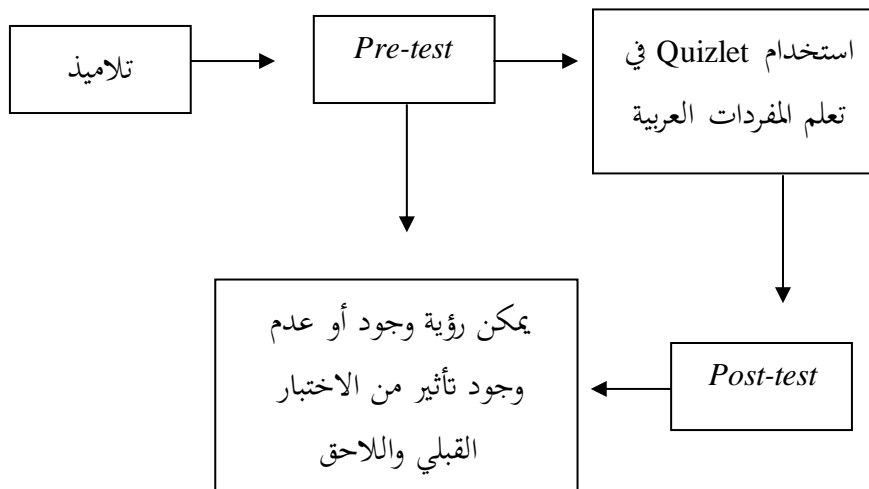 تلاميذ
Pre-test
استخدام Quizlet في
تعلم المفردات العربية
Post-test
يمكن رؤية وجود أو عدم
وجود تأثير من الاختبار
القبلي واللاحق